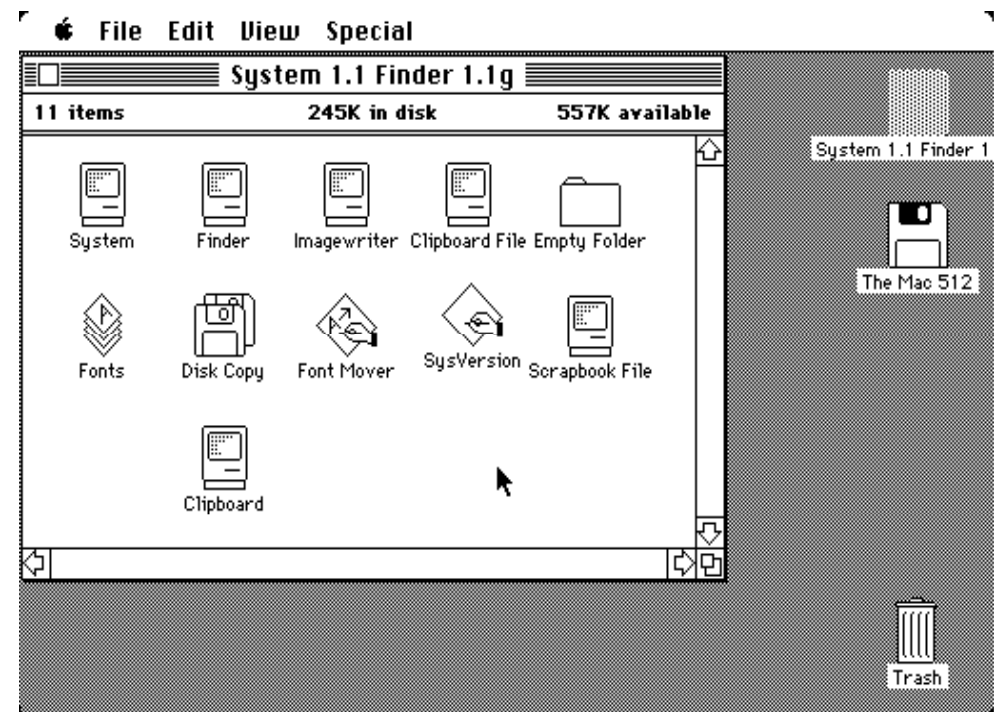 File Edit View Special
System 1.1 Finder 1.1g
11 items 245K in disk 557K available
System Finder Imagewriter Clipboard File Empty Folder
Fonts Disk Copy Font Mover SysVersion Scrapbook File
Clipboard
System 1.1 Finder 1
The Mac 512
Trash